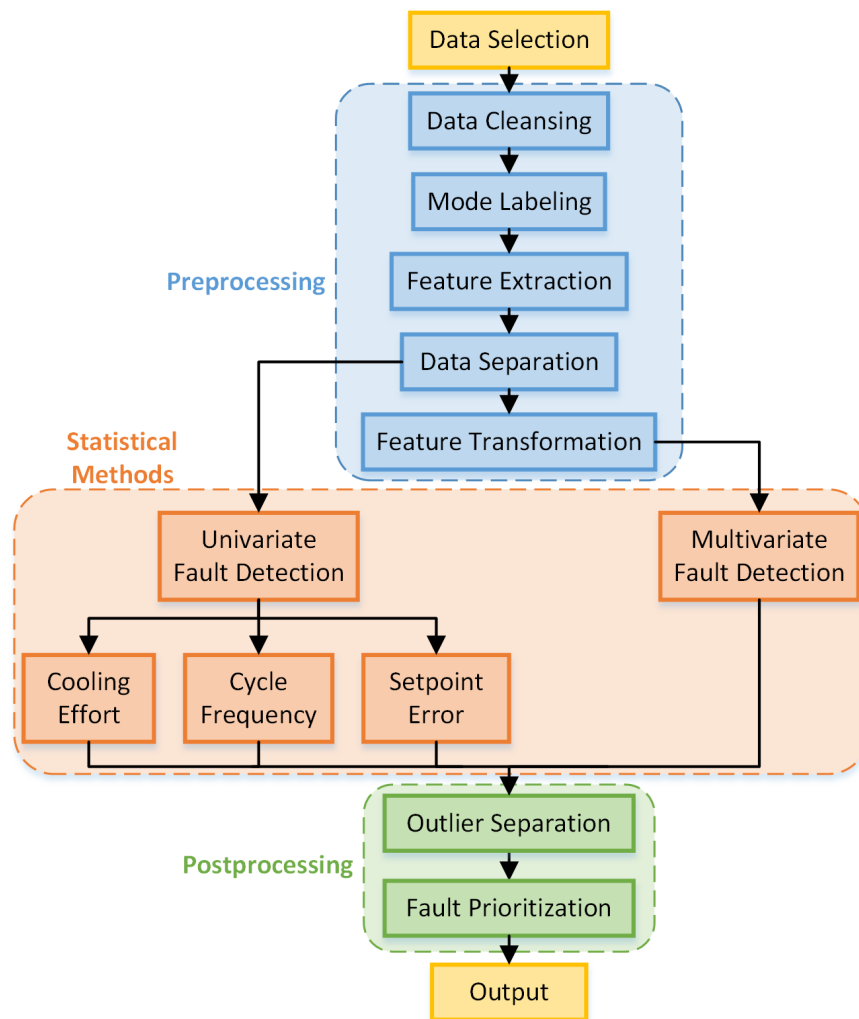 Data Selection
Data Cleansing
Mode Labeling
Preprocessing
Feature Extraction
Data Separation
Feature Transformation
Statistical
Methods
Univariate
Fault Detection
Multivariate
Fault Detection
Cooling
Effort
Cycle
Frequency
Setpoint
Error
Outlier Separation
Postprocessing
Fault Prioritization
Output